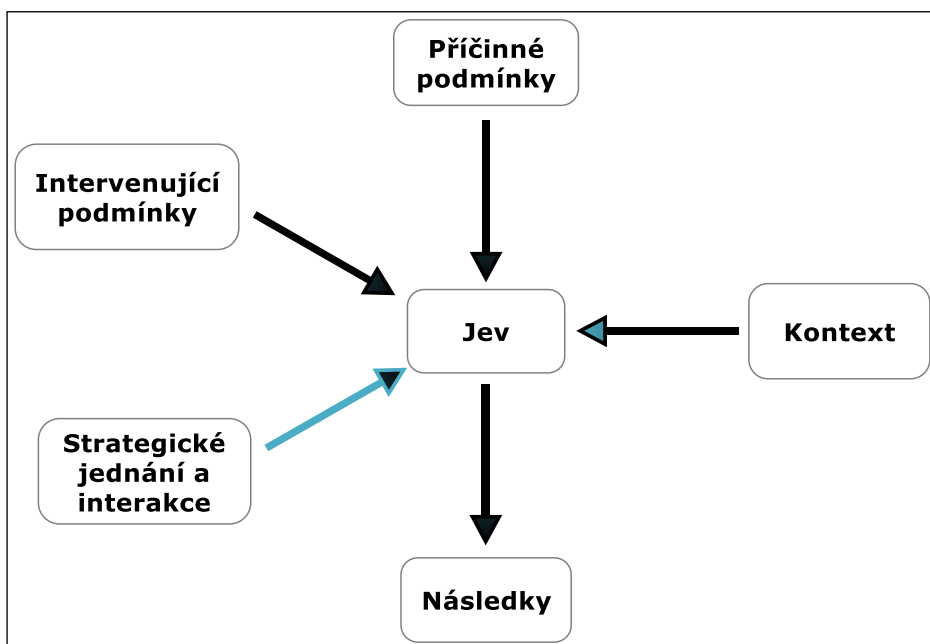 Příčinné
podmínky
Intervenující
podmínky
Jev
Kontext
Strategické
jednání a
interakce
Následky